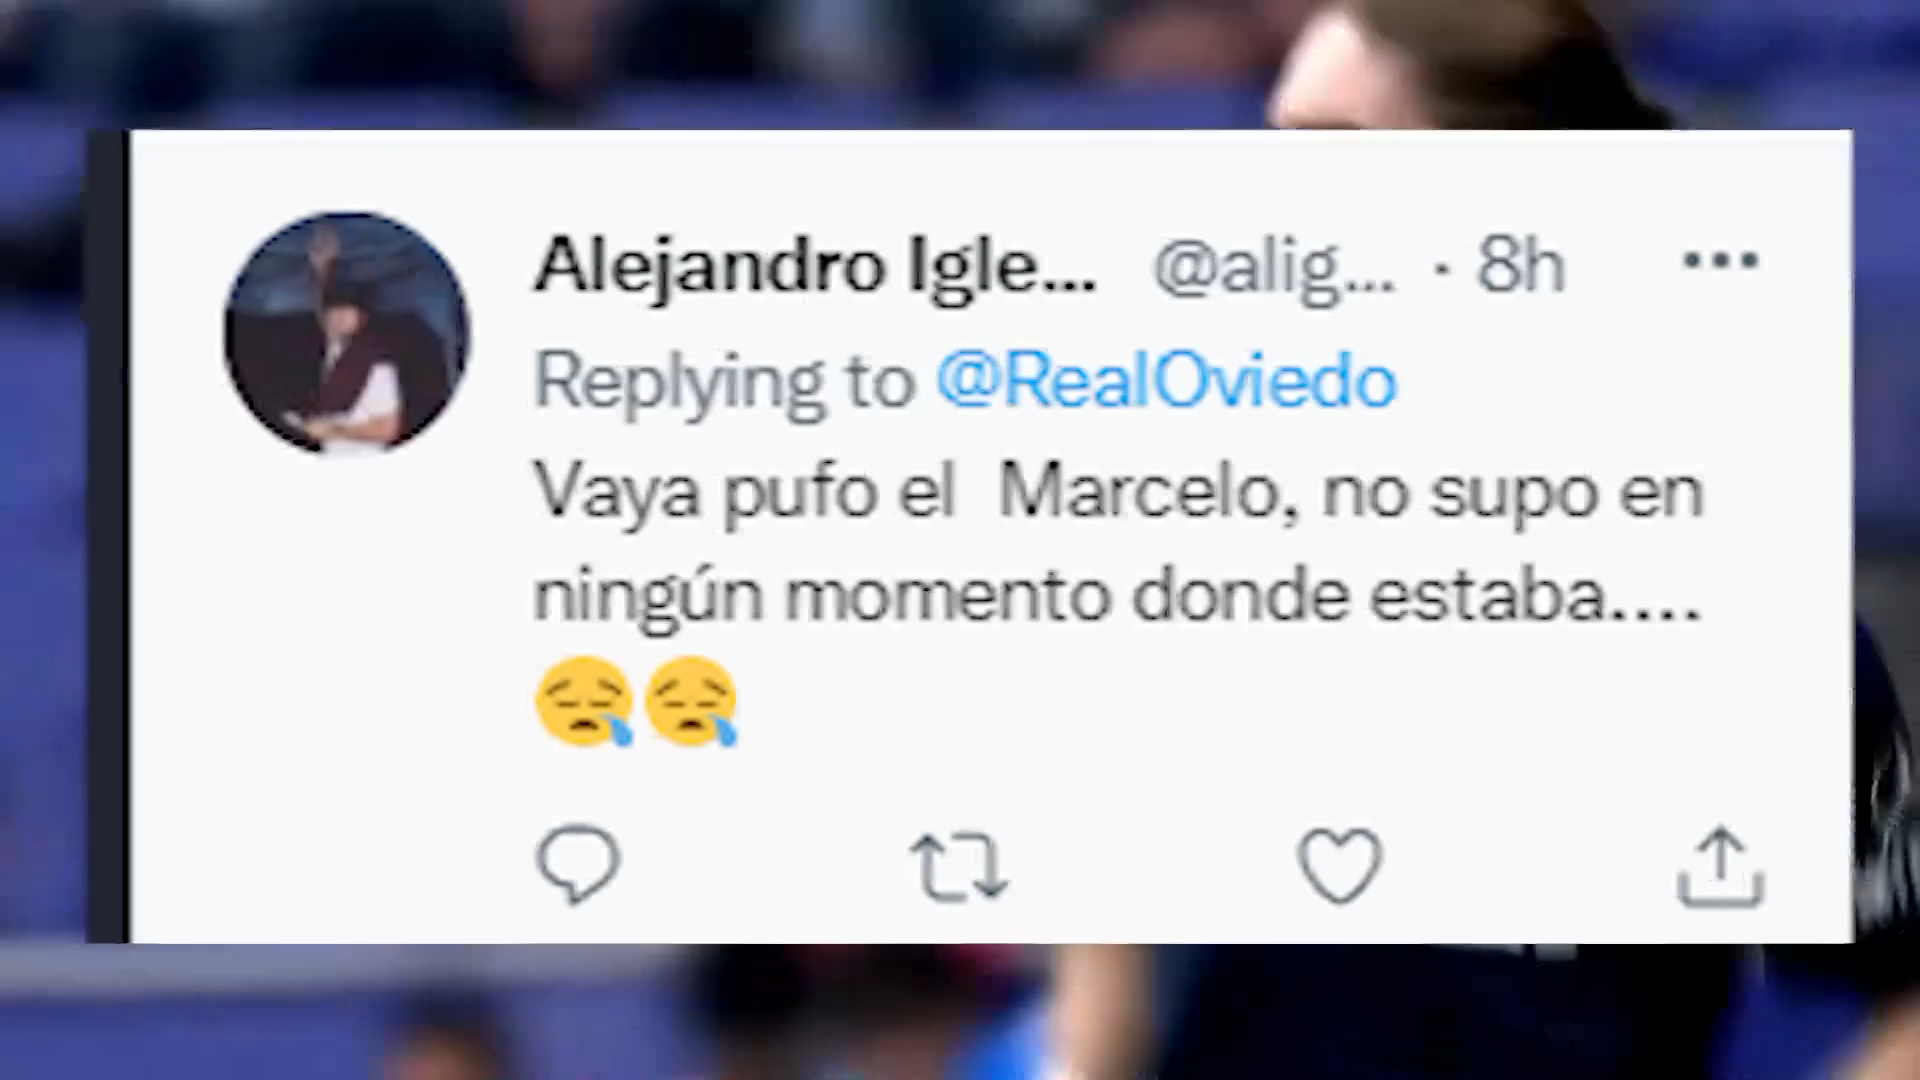 Alejandro Igle... @alig... · 8h
Replying to @RealOviedo
Vaya pufo el  Marcelo, no supo en
ningún momento donde estaba....
😪😪